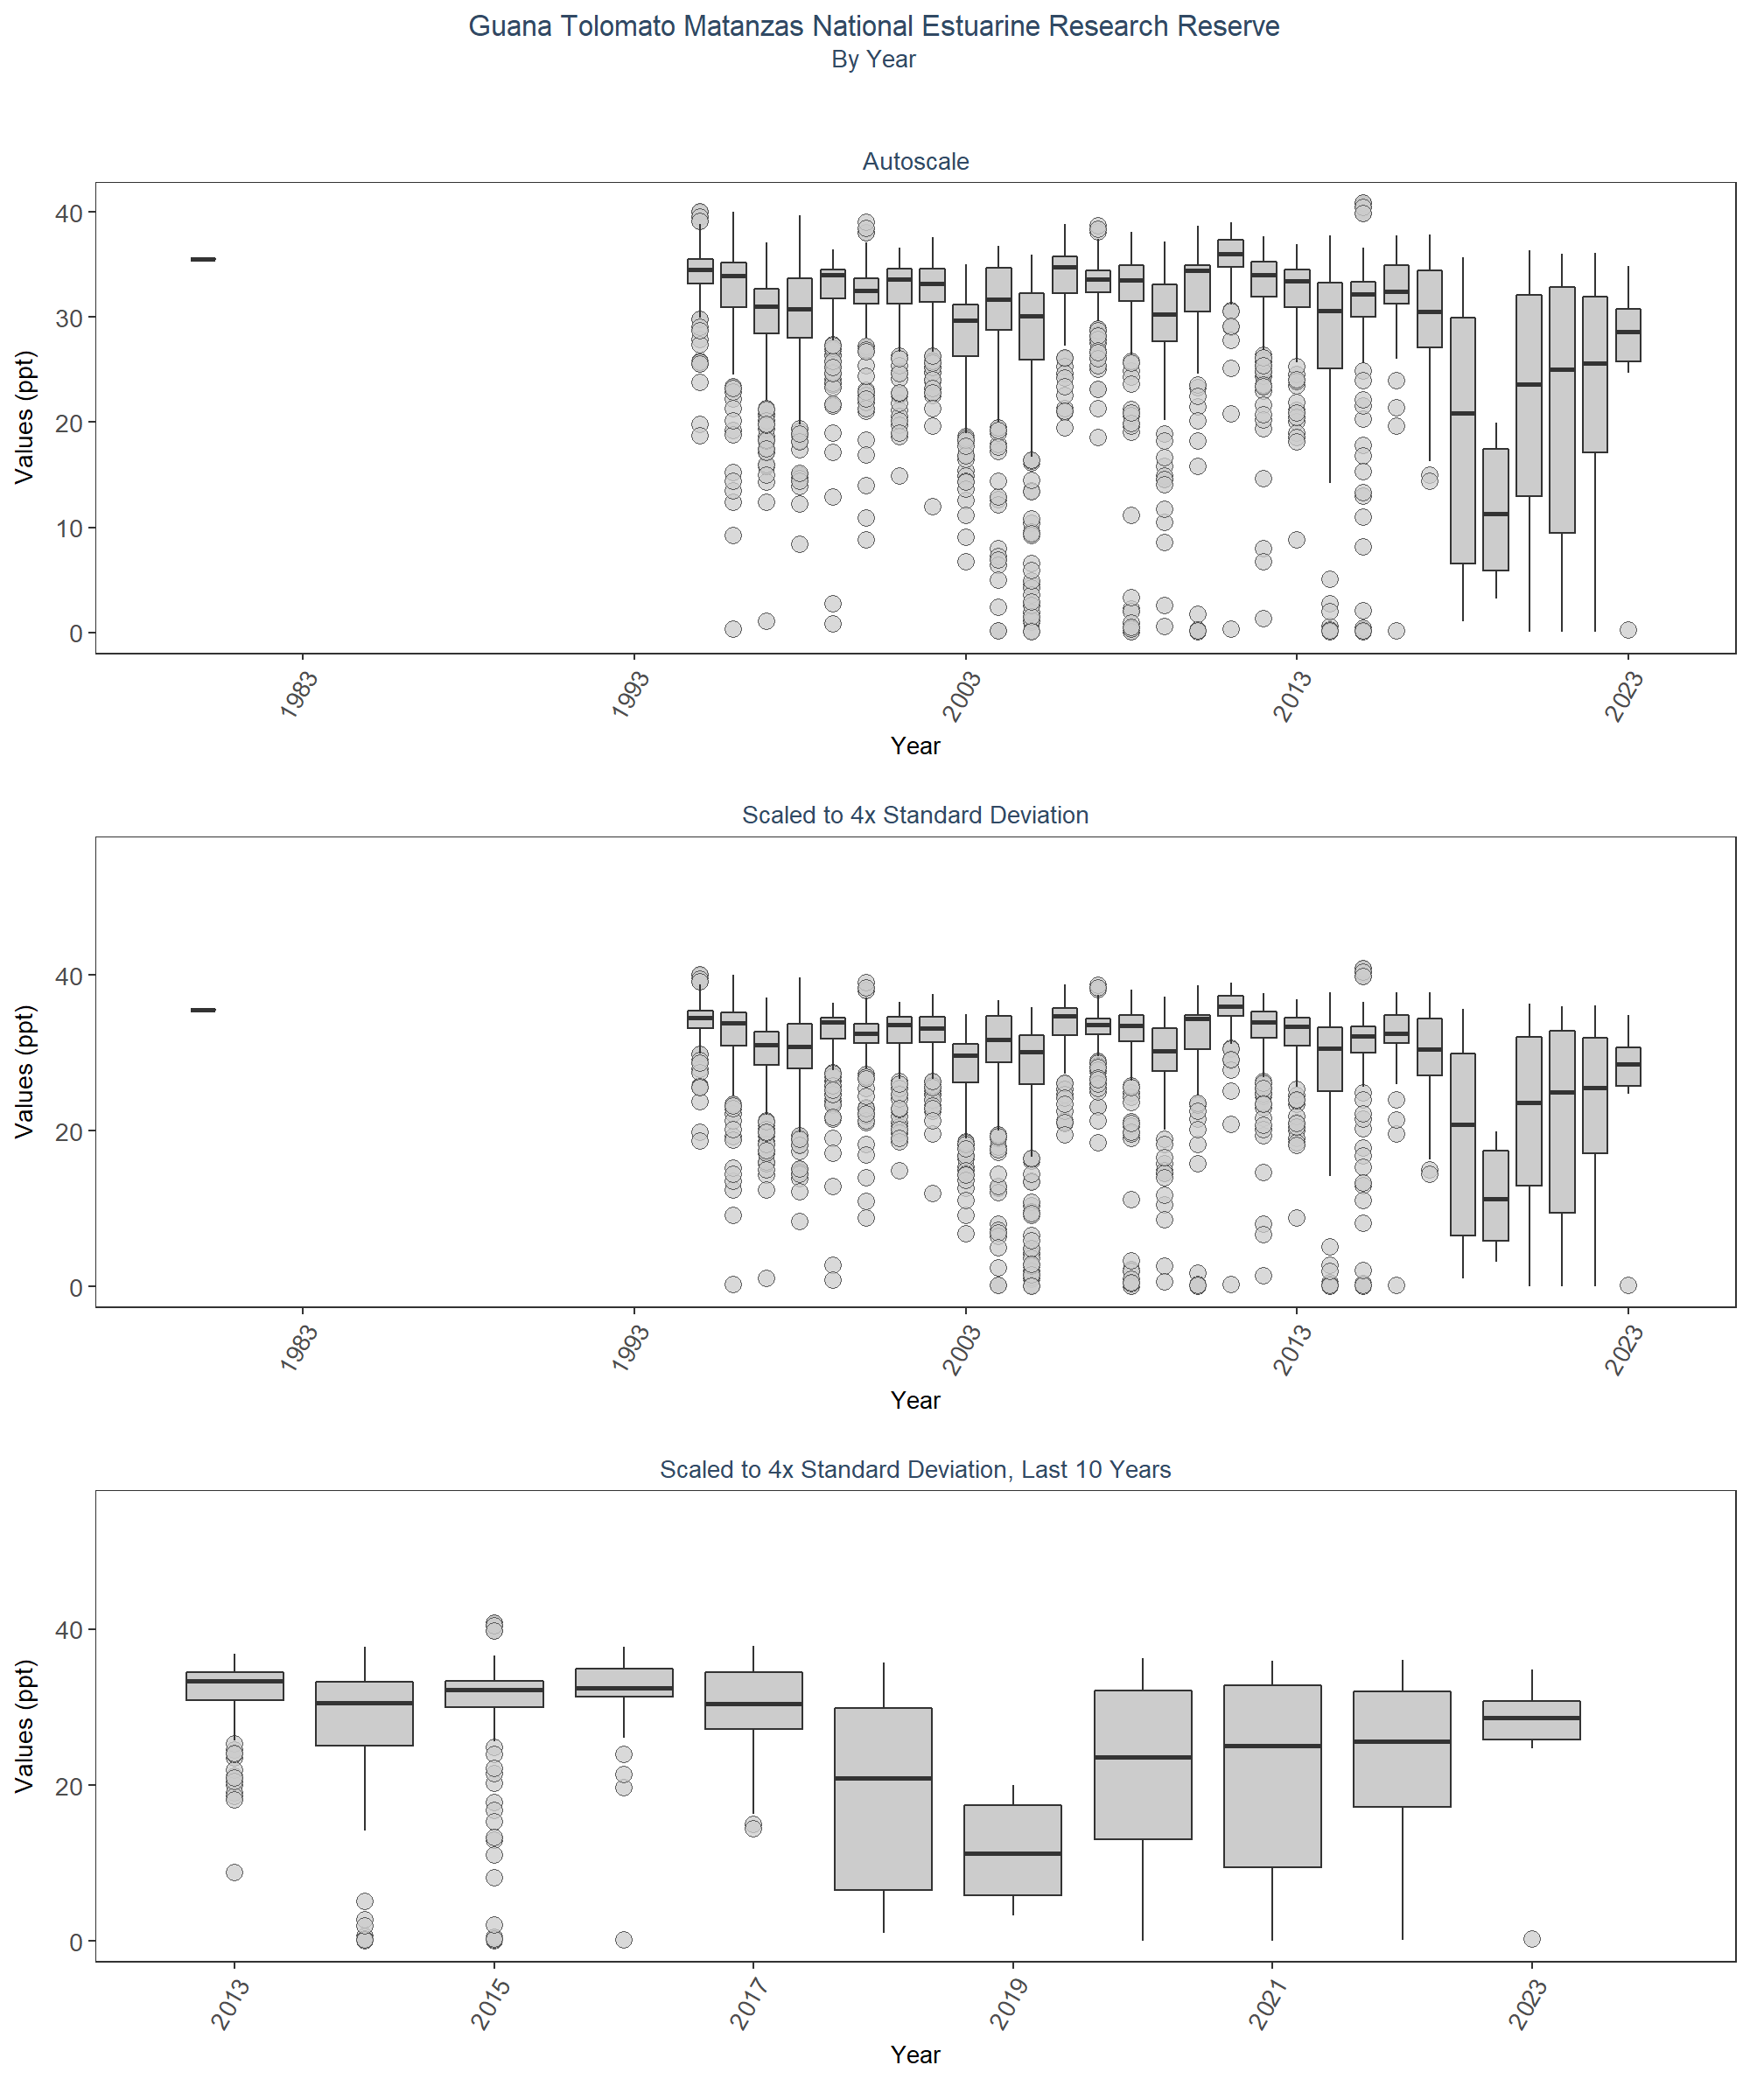 Guana Tolomato Matanzas National Estuarine Research Reserve
By Year
Autoscale
Values (ppt)
40
30
20
10
0
1983
1993
2003
2013
2023
Year
Scaled to 4x Standard Deviation
Values (ppt)
40
20
0
1983
1993
2003
2013
2023
Year
Scaled to 4x Standard Deviation, Last 10 Years
Values (ppt)
40
20
0
2013
2015
2017
2019
2021
2023
Year